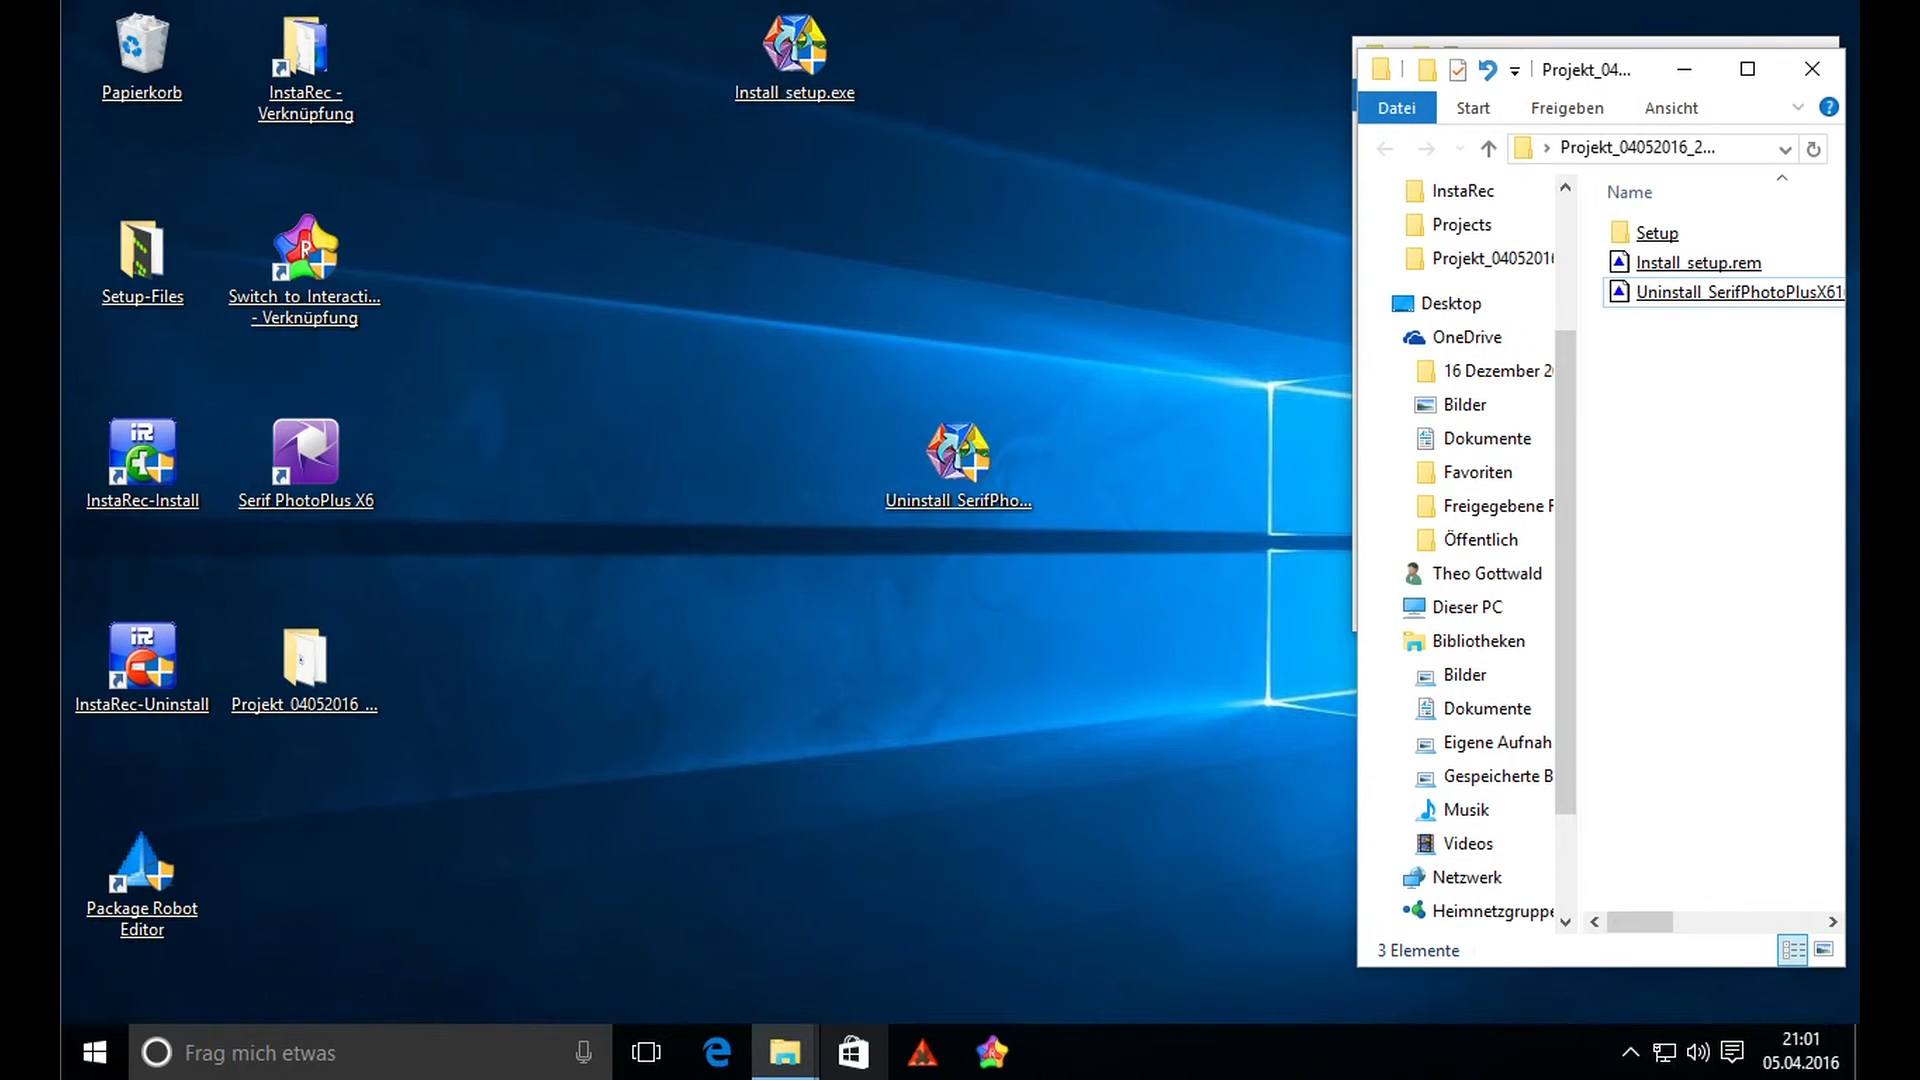 Papierkorb
InstaRec -
Verknüpfung
Install_setup.exe
Setup-Files
Switch_to_Interacti...
- Verknüpfung
InstaRec-Install
Serif PhotoPlus X6
Uninstall_SerifPho...
InstaRec-Uninstall
Projekt_04052016_...
Package Robot
Editor
Projekt_04...
Datei
Start
Freigeben
Ansicht
Projekt_04052016_2...
Name
InstaRec
Projects
Projekt_0405201
Desktop
OneDrive
16 Dezember 2
Bilder
Dokumente
Favoriten
Freigegebene F
Öffentlich
Theo Gottwald
Dieser PC
Bibliotheken
Bilder
Dokumente
Eigene Aufnah
Gespeicherte B
Musik
Videos
Netzwerk
Heimnetzgruppe
Setup
Install_setup.rem
Uninstall_SerifPhotoPlusX61
3 Elemente
Frag mich etwas
21:01
05.04.2016